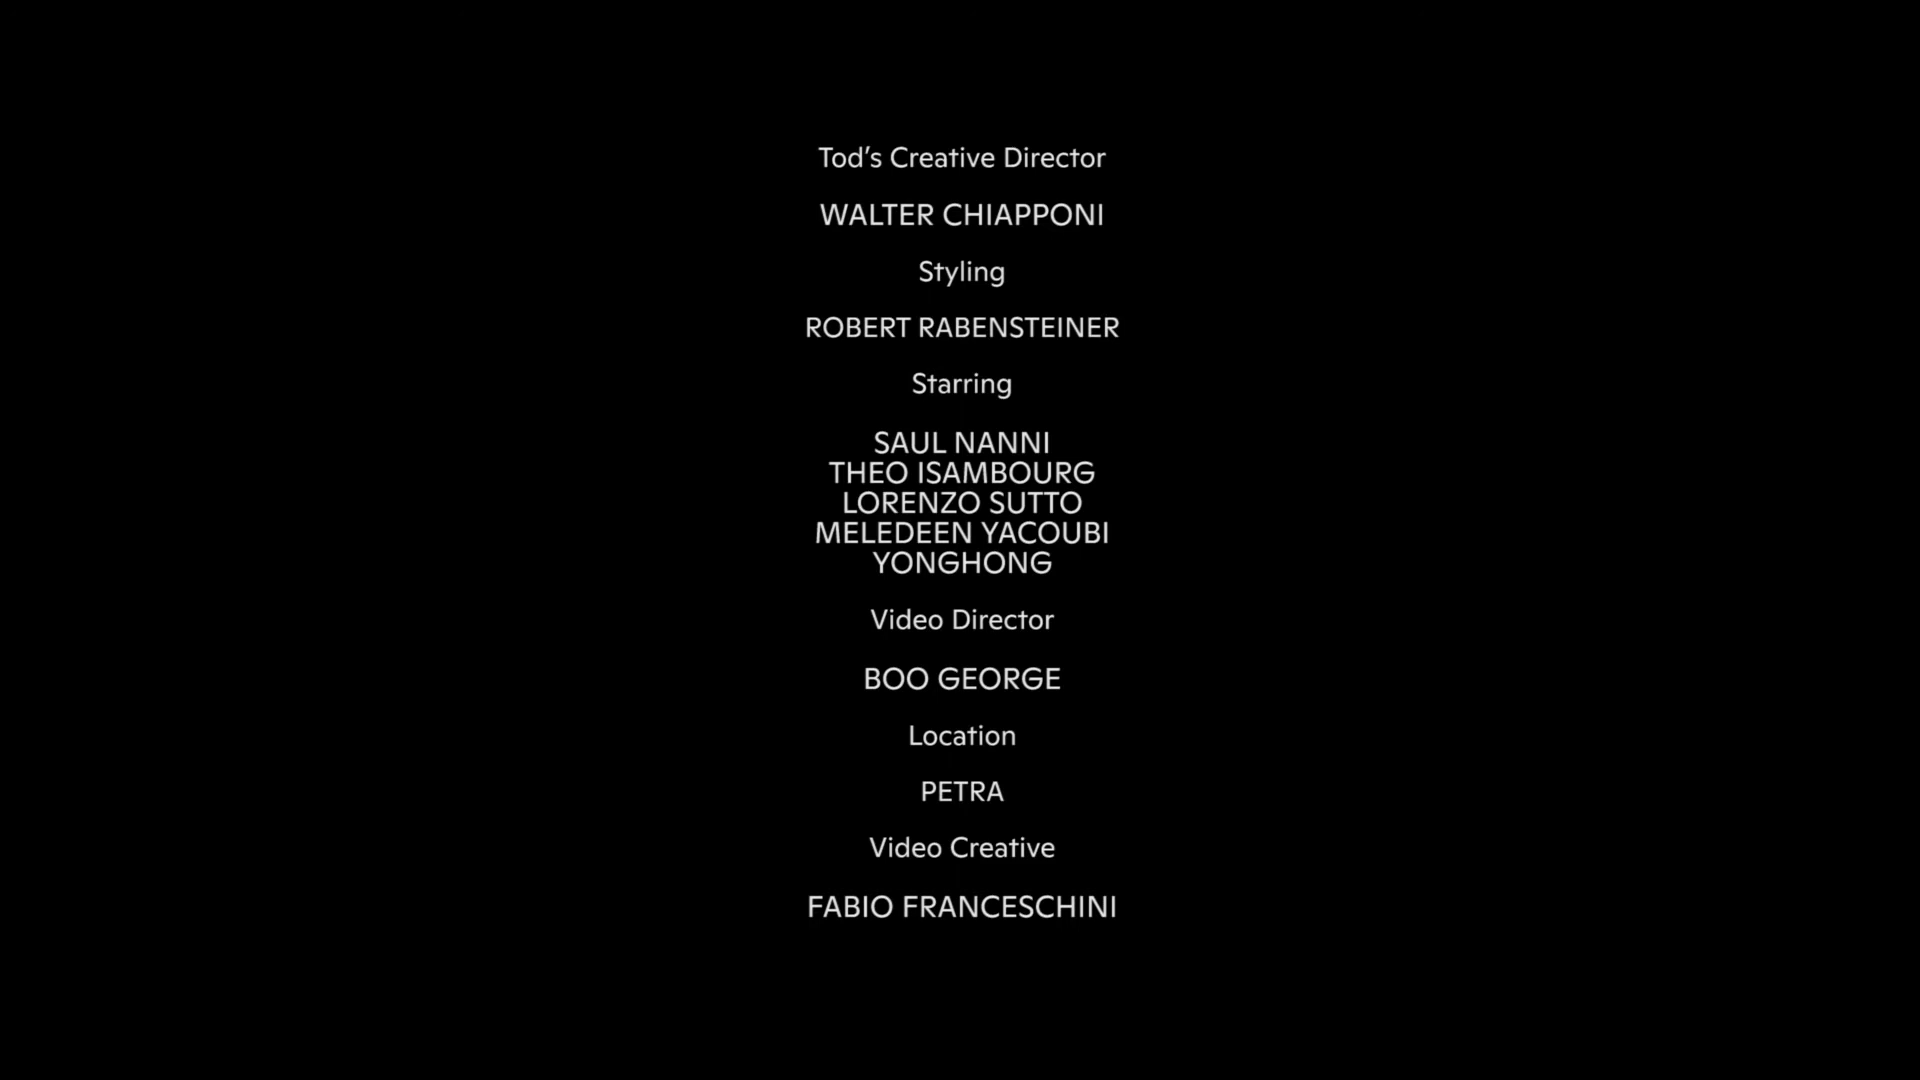 Tod’s Creative Director
WALTER CHIAPPONI
Styling
ROBERT RABENSTEINER
Starring
SAUL NANNI
THEO ISAMBOURG
LORENZO SUTTO
MELEDEEN YACOUBI
YONGHONG
Video Director
BOO GEORGE
Location
PETRA
Video Creative
FABIO FRANCESCHINI